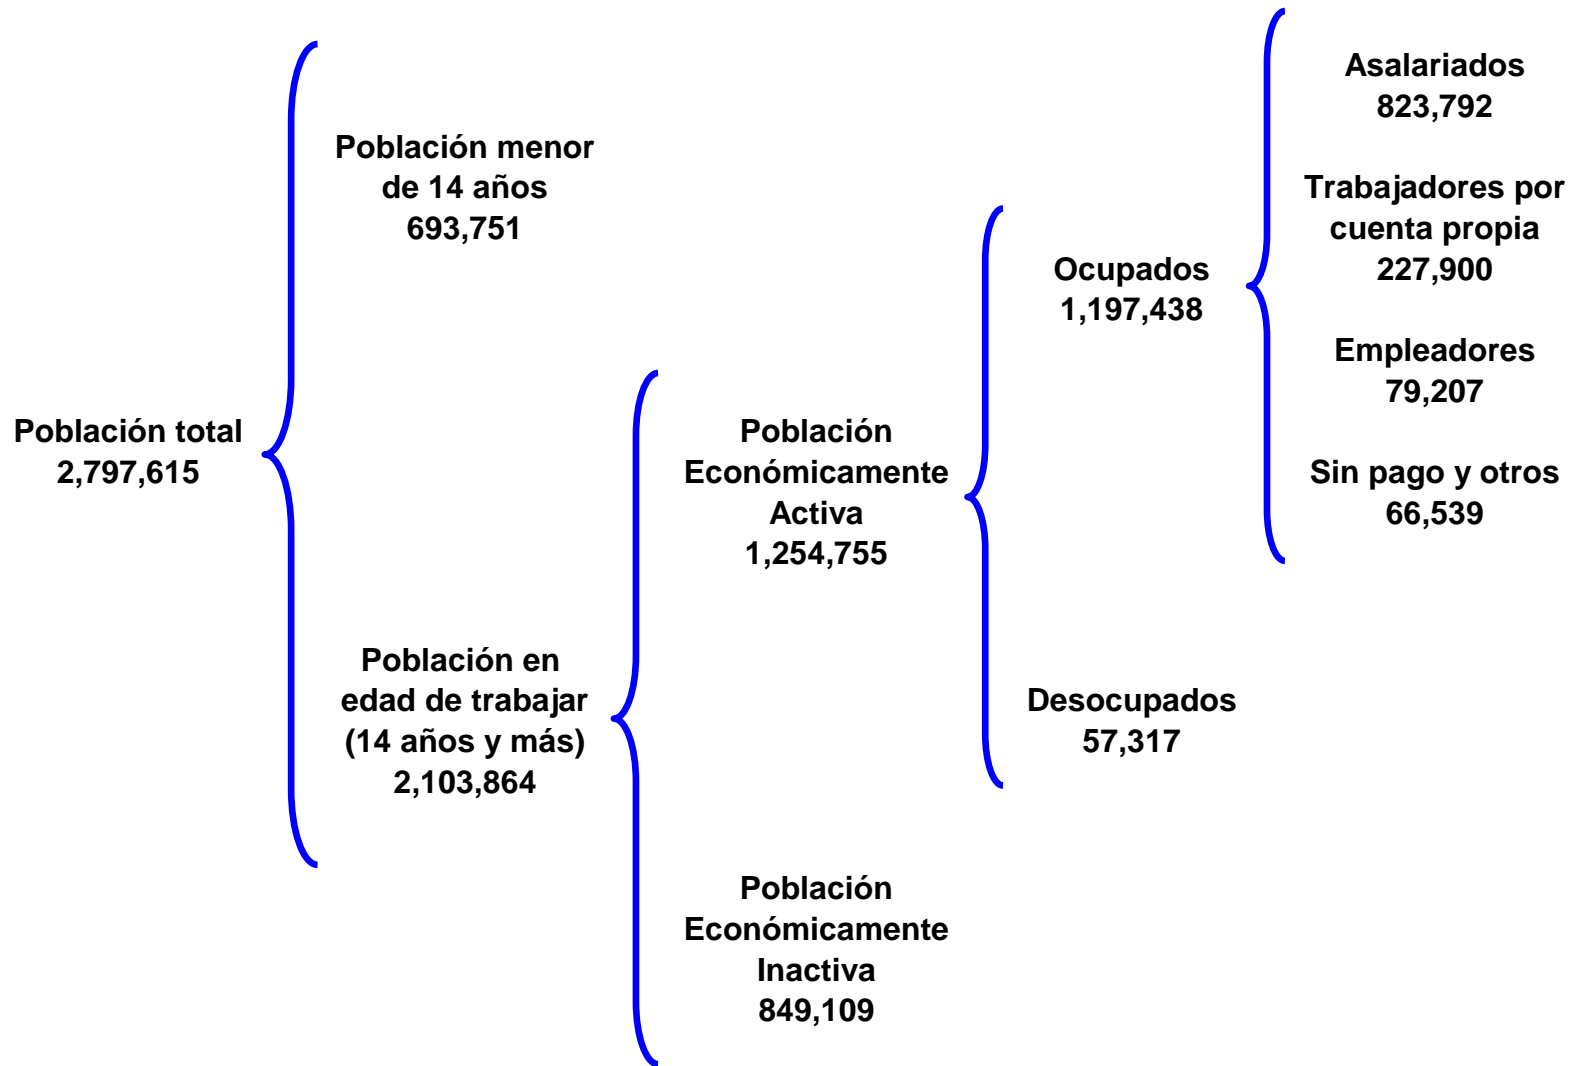 Población total
2,797,615
Población menor
de 14 años
693,751
Población en
edad de trabajar
(14 años y más)
2,103,864
Población
Económicamente
Activa
1,254,755
Población
Económicamente
Inactiva
849,109
Ocupados
1,197,438
Desocupados
57,317
Asalariados
823,792
Trabajadores por
cuenta propia
227,900
Empleadores
79,207
Sin pago y otros
66,539